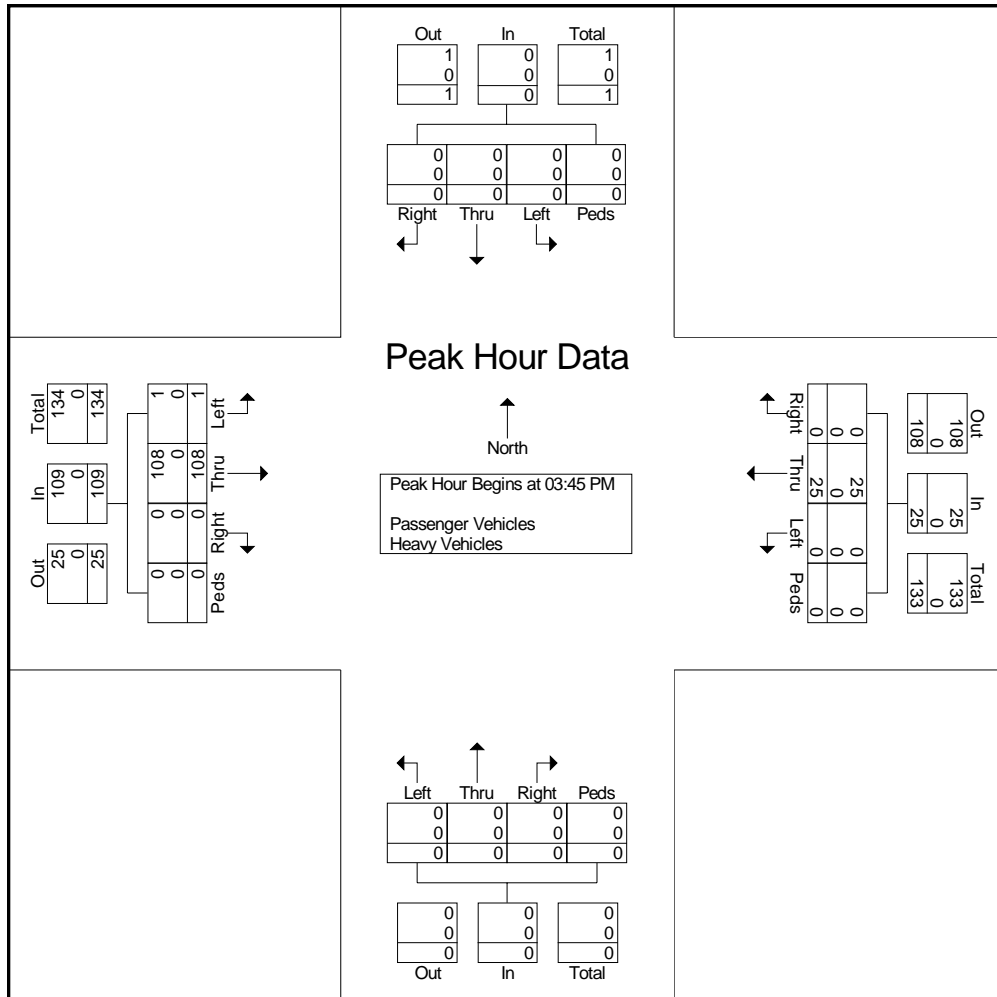 Out In Total
1 0 1
0 0 0
1 0 1
0 0 0 0
0 0 0 0
0 0 0 0
Right Thru Left Peds
Peak Hour Data
North
Peak Hour Begins at 03:45 PM
Passenger Vehicles
Heavy Vehicles
Total
134 0 134
In
109 0 109
Out
25 0 25
Left
1 0 1
Thru
108 0 108
Right
0 0 0
Peds
0 0 0
Right
0 0 0
Thru
25 0 25
Left
0 0 0
Peds
0 0 0
Out
108 0 108
In
25 0 25
Total
133 0 133
Left Thru Right Peds
0 0 0 0
0 0 0 0
0 0 0 0
0 0 0
0 0 0
0 0 0
Out In Total